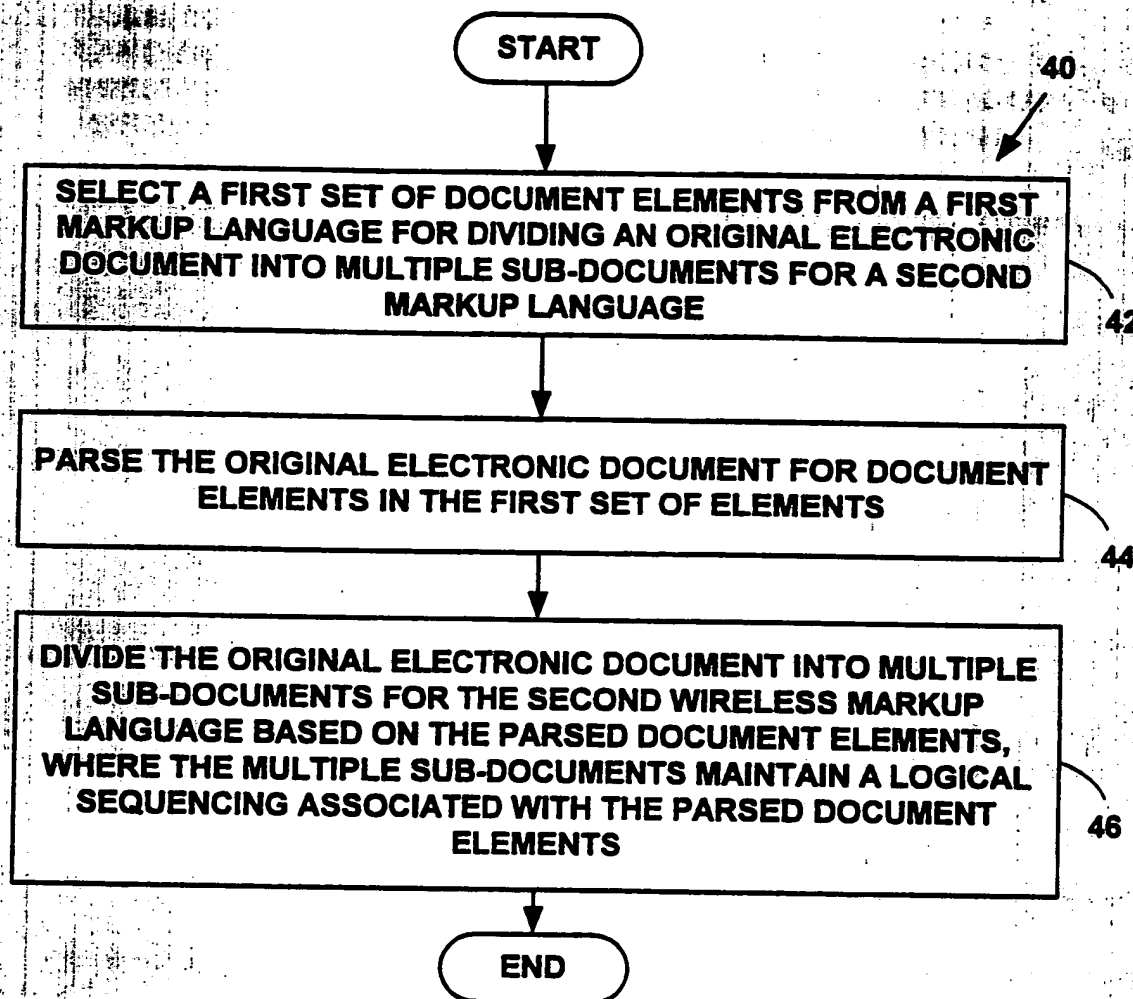 START
40
SELECT A FIRST SET OF DOCUMENT ELEMENTS FROM A FIRST
MARKUP LANGUAGE FOR DIVIDING AN ORIGINAL ELECTRONIC
DOCUMENT INTO MULTIPLE SUB-DOCUMENTS FOR A SECOND
MARKUP LANGUAGE
42
PARSE THE ORIGINAL ELECTRONIC DOCUMENT FOR DOCUMENT
ELEMENTS IN THE FIRST SET OF ELEMENTS
44
DIVIDE THE ORIGINAL ELECTRONIC DOCUMENT INTO MULTIPLE
SUB-DOCUMENTS FOR THE SECOND WIRELESS MARKUP
LANGUAGE BASED ON THE PARSED DOCUMENT ELEMENTS,
WHERE THE MULTIPLE SUB-DOCUMENTS MAINTAIN A LOGICAL
SEQUENCING ASSOCIATED WITH THE PARSED DOCUMENT
ELEMENTS
46
END